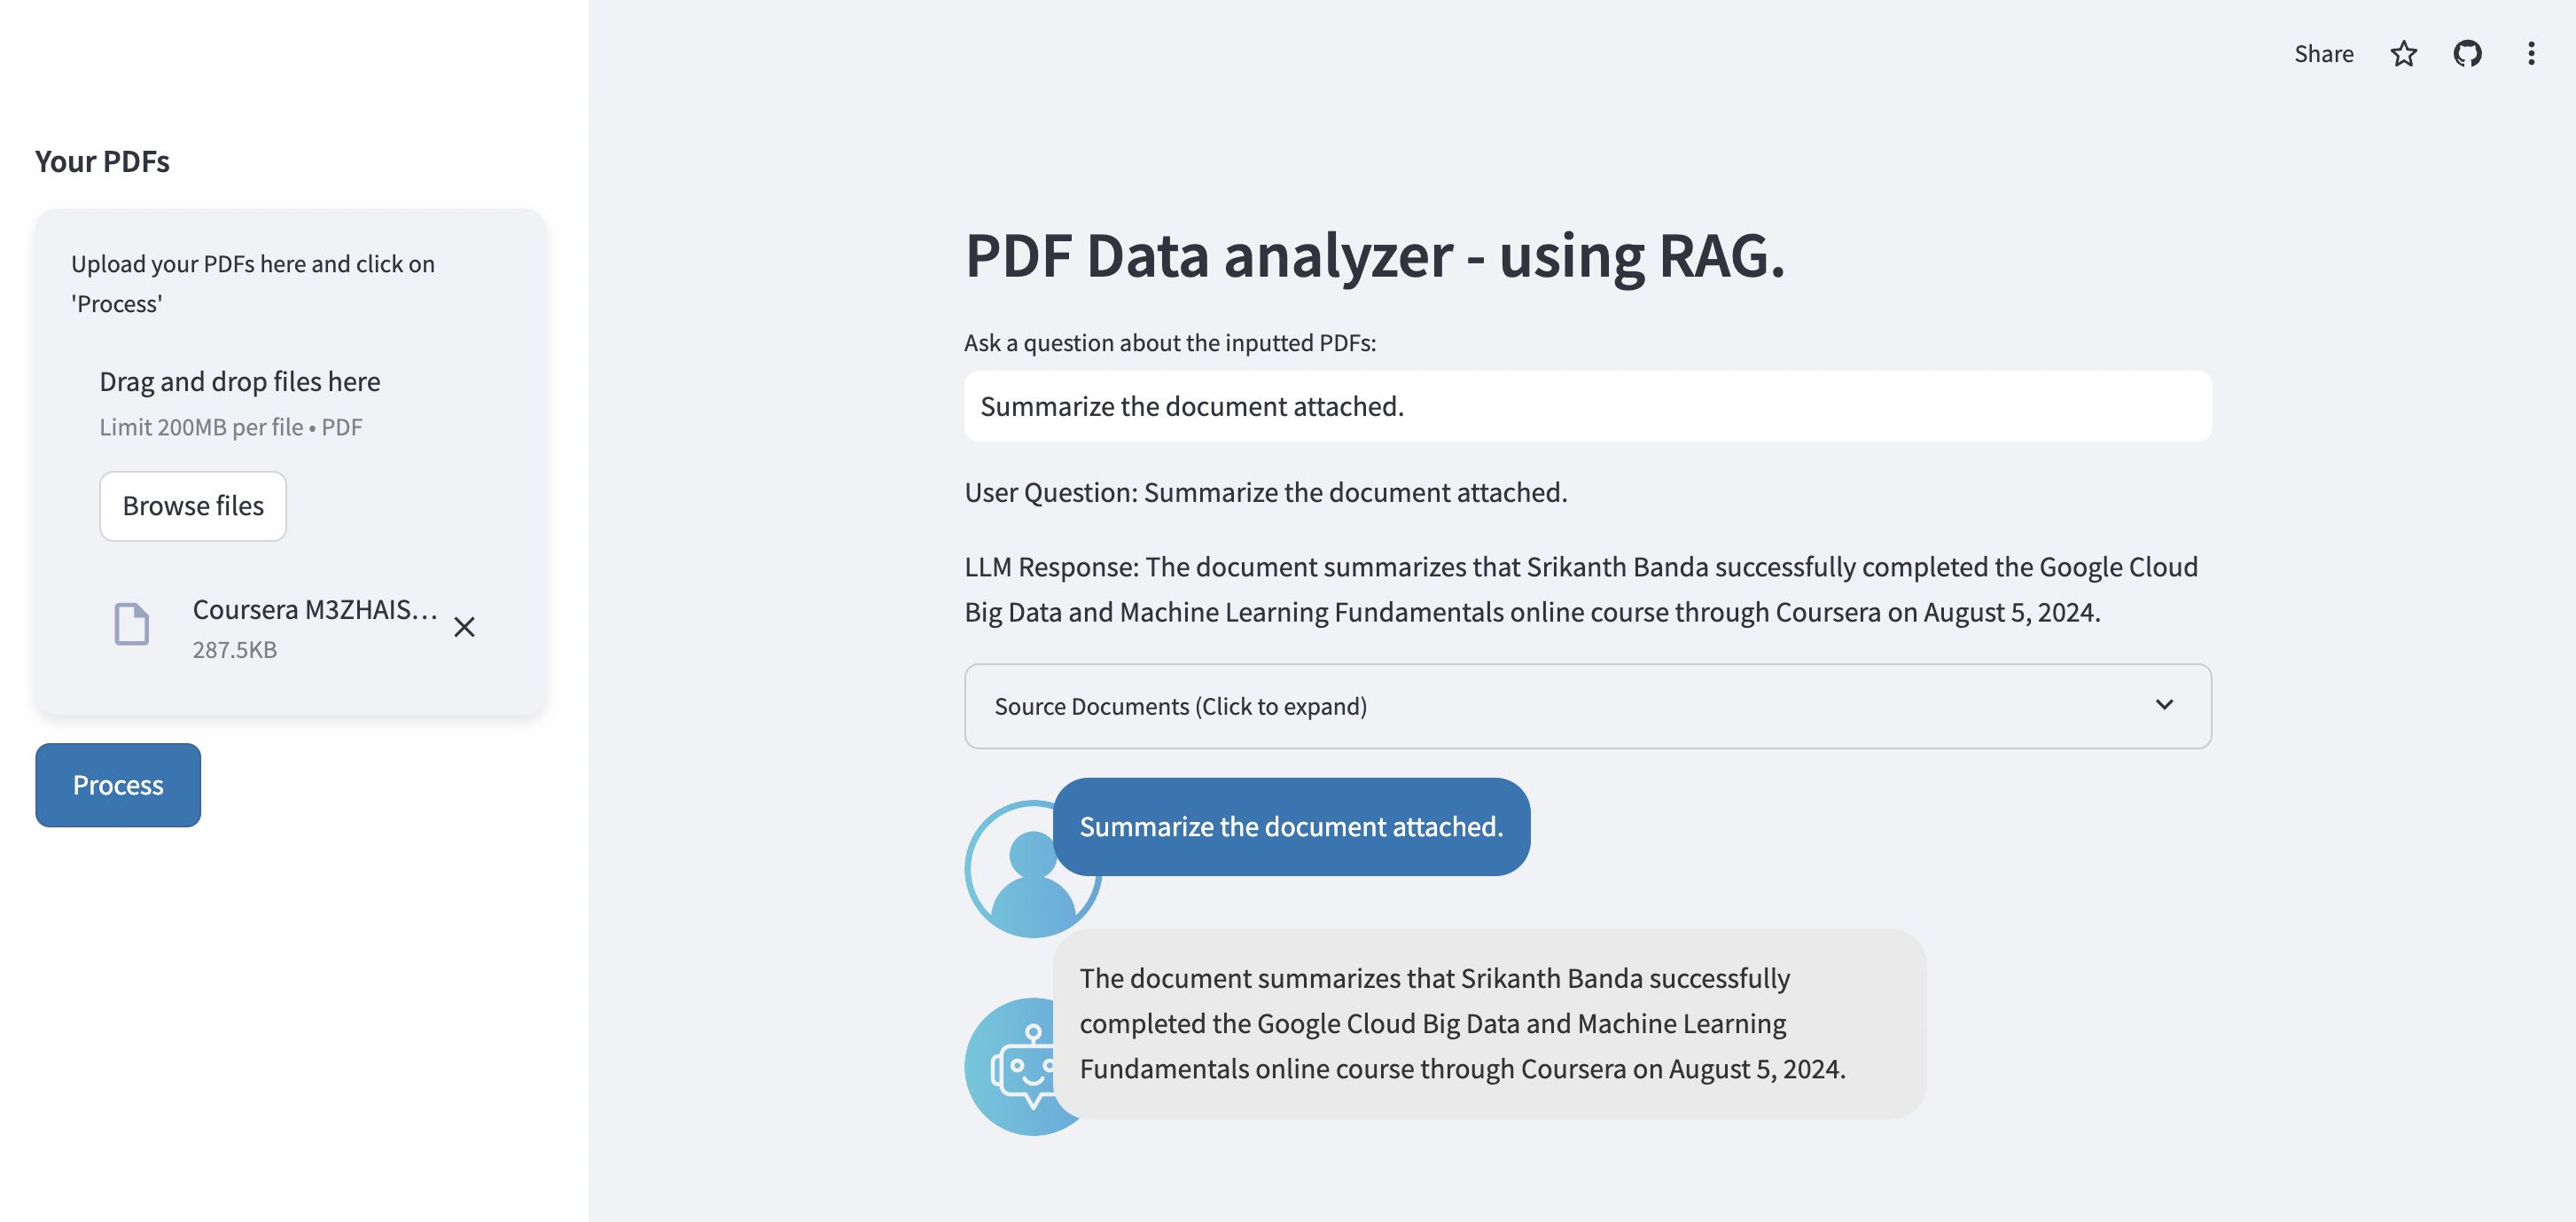 Share
Your PDFs
Upload your PDFs here and click on
'Process'
Drag and drop files here
Limit 200MB per file • PDF
Browse files
Coursera M3ZHAIS...
287.5KB
Process
PDF Data analyzer - using RAG.
Ask a question about the inputted PDFs:
Summarize the document attached.
User Question: Summarize the document attached.
LLM Response: The document summarizes that Srikanth Banda successfully completed the Google Cloud
Big Data and Machine Learning Fundamentals online course through Coursera on August 5, 2024.
Source Documents (Click to expand)
Summarize the document attached.
The document summarizes that Srikanth Banda successfully
completed the Google Cloud Big Data and Machine Learning
Fundamentals online course through Coursera on August 5, 2024.